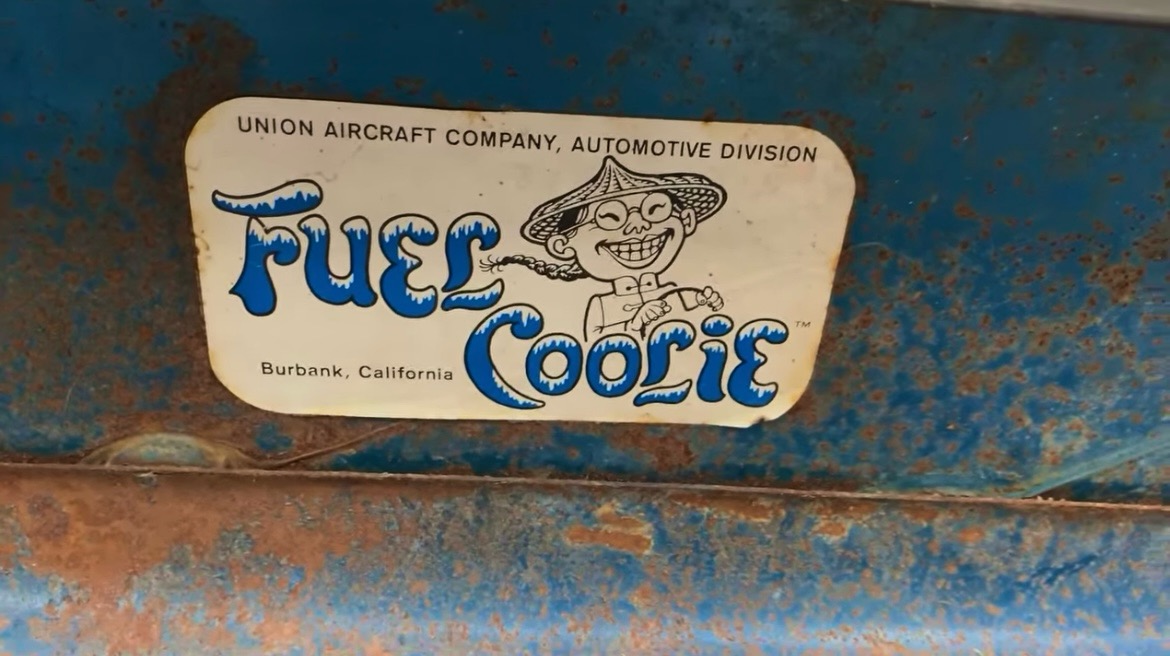 UNION AIRCRAFT COMPANY, AUTOMOTIVE DIVISION
FUEL
COOLIE™
Burbank, California